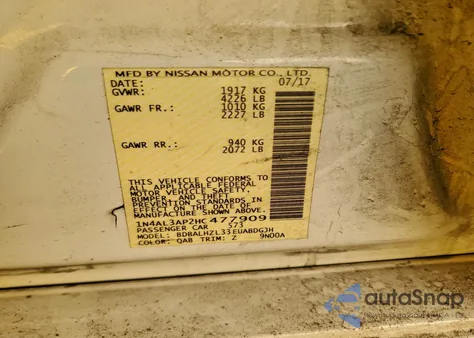 MFD BY NISSAN MOTOR CO., LTD.
DATE: 07/17
GVWR: 1917 KG
4226 LB
GAWR FR.: 1010 KG
2227 LB
GAWR RR.: 940 KG
2072 LB
THIS VEHICLE CONFORMS TO
ALL APPLICABLE FEDERAL
MOTOR VEHICLE SAFETY,
BUMPER, AND THEFT
PREVENTION STANDARDS IN
EFFECT ON THE DATE OF
MANUFACTURE SHOWN ABOVE.
1N4AL3AP2HC477909
PASSENGER CAR 573
MODEL: BDBALHZL33EUABDGJH
COLOR: QAB TRIM: Z 9N00A
autoSnap